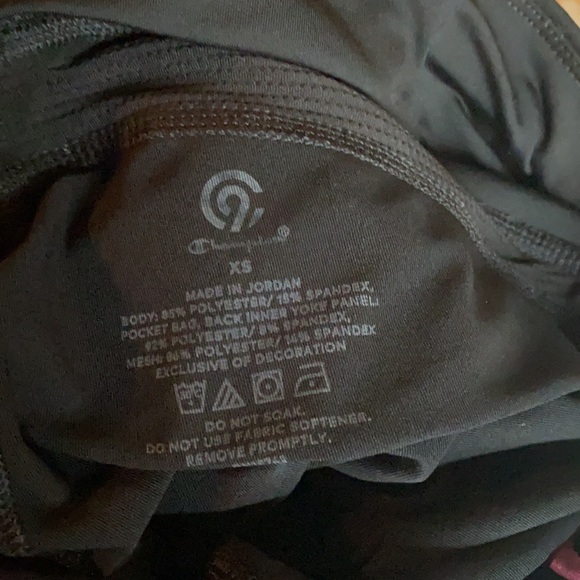 C9
Champion®
XS
MADE IN JORDAN
BODY: 85% POLYESTER/ 15% SPANDEX,
POCKET BAG, BACK INNER YOKE PANEL:
92% POLYESTER/ 8% SPANDEX,
MESH: 86% POLYESTER/ 14% SPANDEX
EXCLUSIVE OF DECORATION
DO NOT SOAK.
DO NOT USE FABRIC SOFTENER.
REMOVE PROMPTLY.